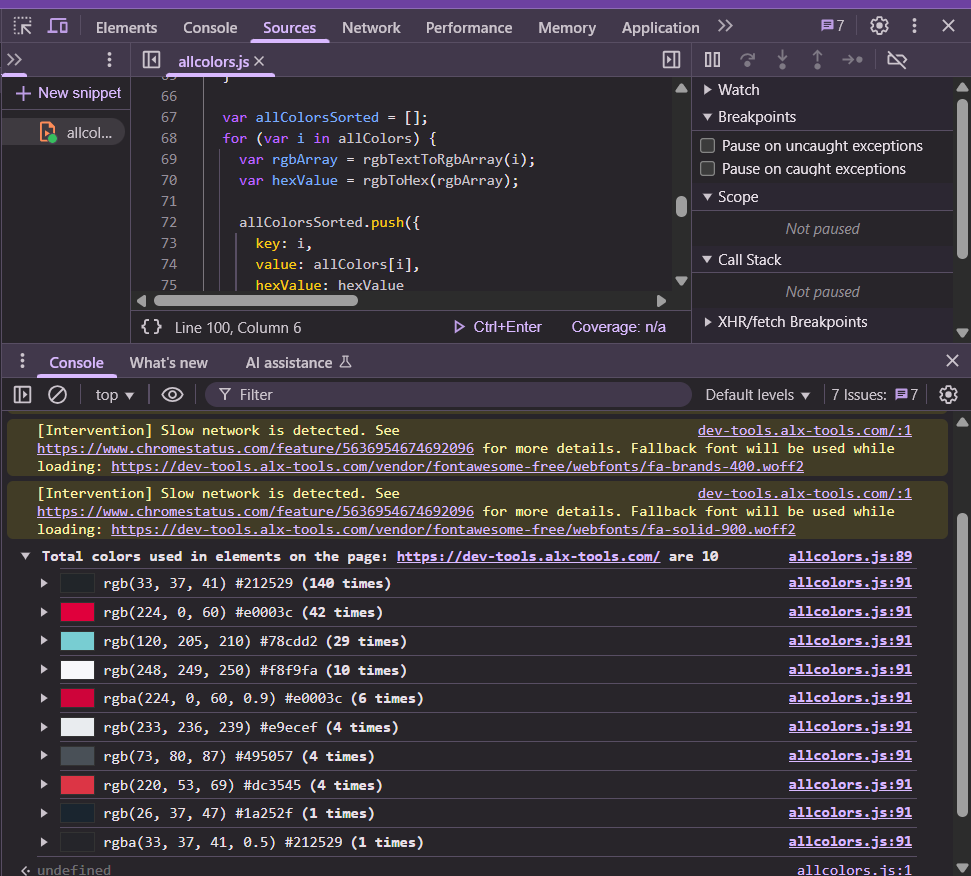 Elements Console Sources Network Performance Memory Application 7
New snippet
allcol...
allcolors.js
66
67 var allColorsSorted = [];
68 for (var i in allColors) {
69 var rgbArray = rgbTextToRgbArray(i);
70 var hexValue = rgbToHex(rgbArray);
71
72 allColorsSorted.push({
73 key: i,
74 value: allColors[i],
75 hexValue: hexValue
{} Line 100, Column 6 Ctrl+Enter Coverage: n/a
Watch
Breakpoints
Pause on uncaught exceptions
Pause on caught exceptions
Scope
Not paused
Call Stack
Not paused
XHR/fetch Breakpoints
Console What's new AI assistance
top Filter Default levels 7 Issues: 7
[Intervention] Slow network is detected. See dev-tools.alx-tools.com/:1
https://www.chromestatus.com/feature/5636954674692096 for more details. Fallback font will be used while
loading: https://dev-tools.alx-tools.com/vendor/fontawesome-free/webfonts/fa-brands-400.woff2
[Intervention] Slow network is detected. See dev-tools.alx-tools.com/:1
https://www.chromestatus.com/feature/5636954674692096 for more details. Fallback font will be used while
loading: https://dev-tools.alx-tools.com/vendor/fontawesome-free/webfonts/fa-solid-900.woff2
Total colors used in elements on the page: https://dev-tools.alx-tools.com/ are 10 allcolors.js:89
rgb(33, 37, 41) #212529 (140 times) allcolors.js:91
rgb(224, 0, 60) #e0003c (42 times) allcolors.js:91
rgb(120, 205, 210) #78cdd2 (29 times) allcolors.js:91
rgb(248, 249, 250) #f8f9fa (10 times) allcolors.js:91
rgba(224, 0, 60, 0.9) #e0003c (6 times) allcolors.js:91
rgb(233, 236, 239) #e9ecef (4 times) allcolors.js:91
rgb(73, 80, 87) #495057 (4 times) allcolors.js:91
rgb(220, 53, 69) #dc3545 (4 times) allcolors.js:91
rgb(26, 37, 47) #1a252f (1 times) allcolors.js:91
rgba(33, 37, 41, 0.5) #212529 (1 times) allcolors.js:91
undefined allcolors.js:1